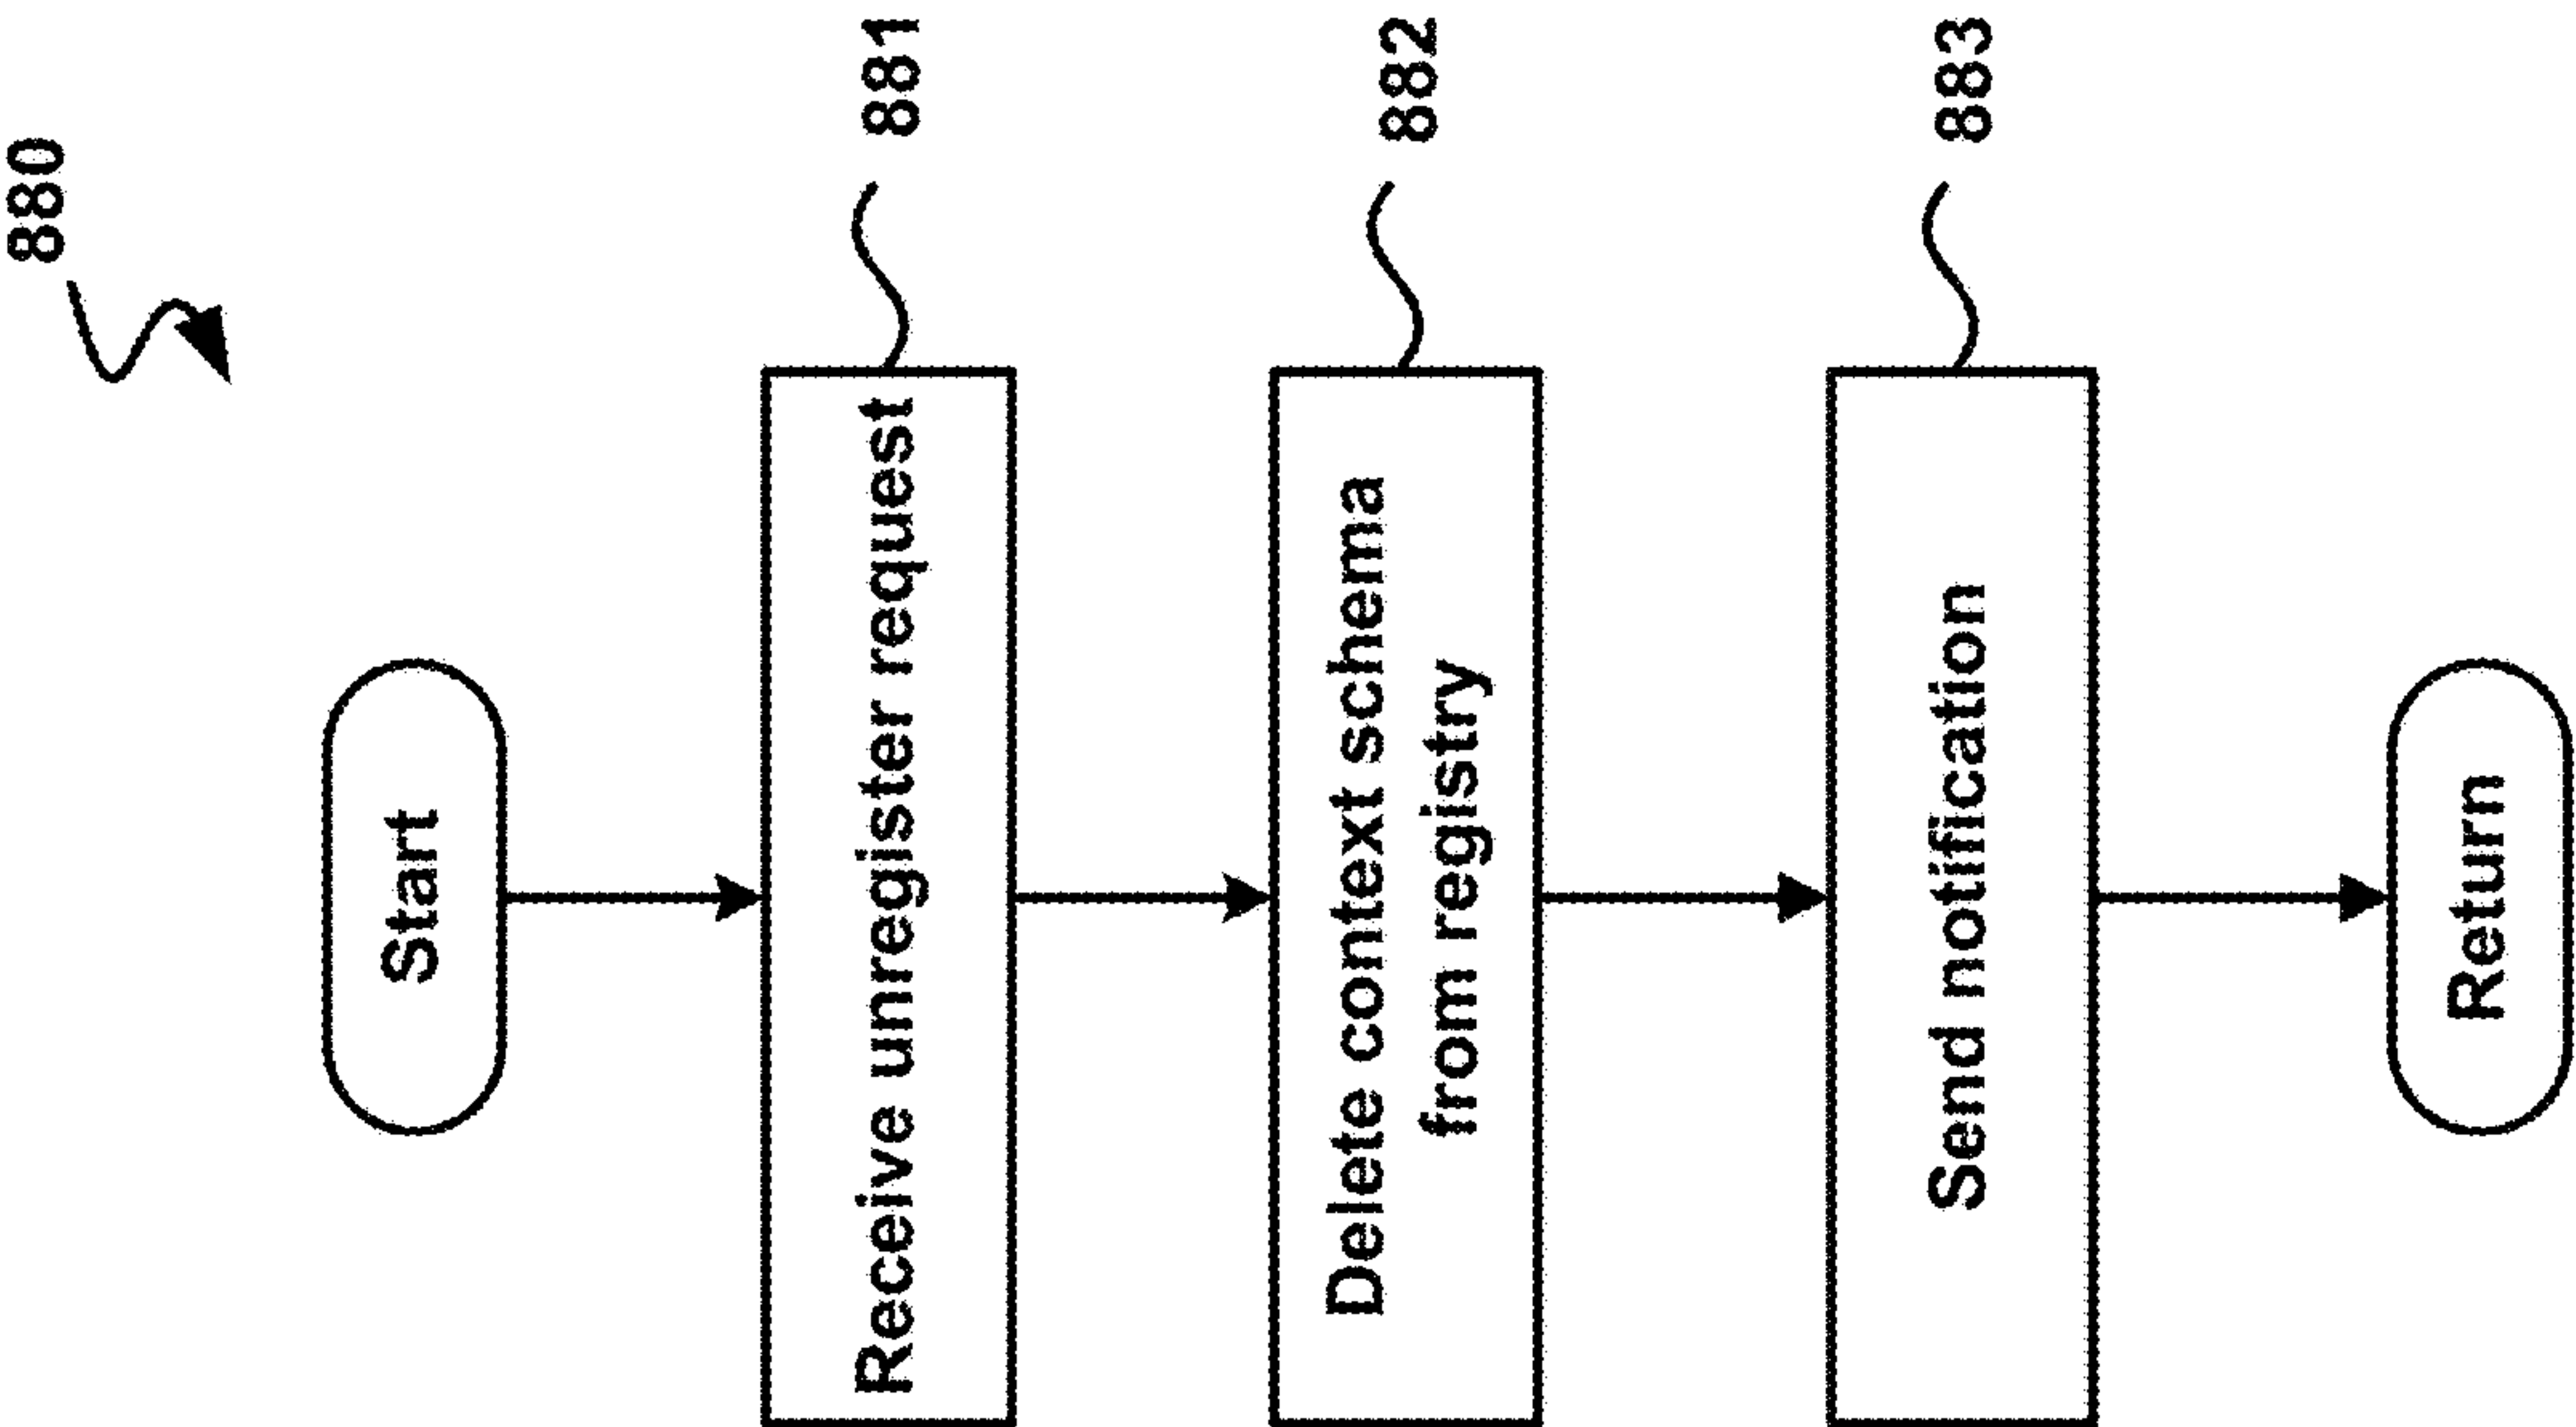 880
Start
Receive unregister request
881
Delete context schema
from registry
882
Send notification
883
Return